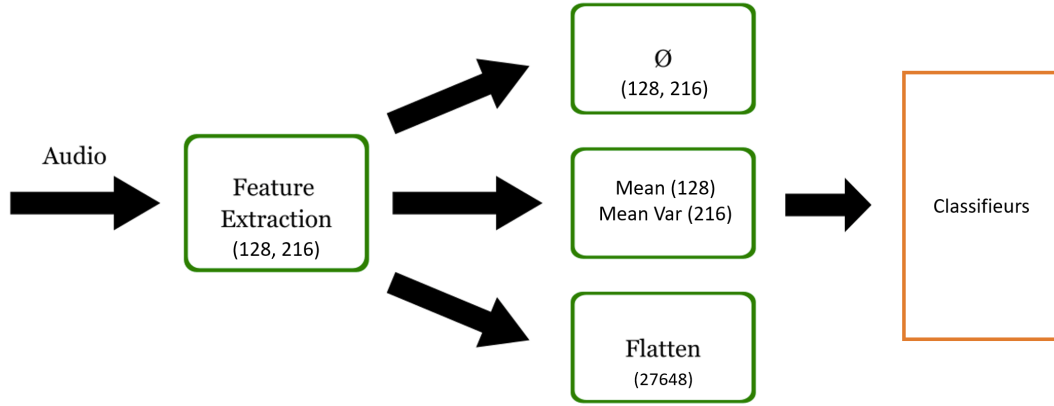 Audio
Feature
Extraction
(128, 216)
Ø
(128, 216)
Mean (128)
Mean Var (216)
Flatten
(27648)
Classifieurs